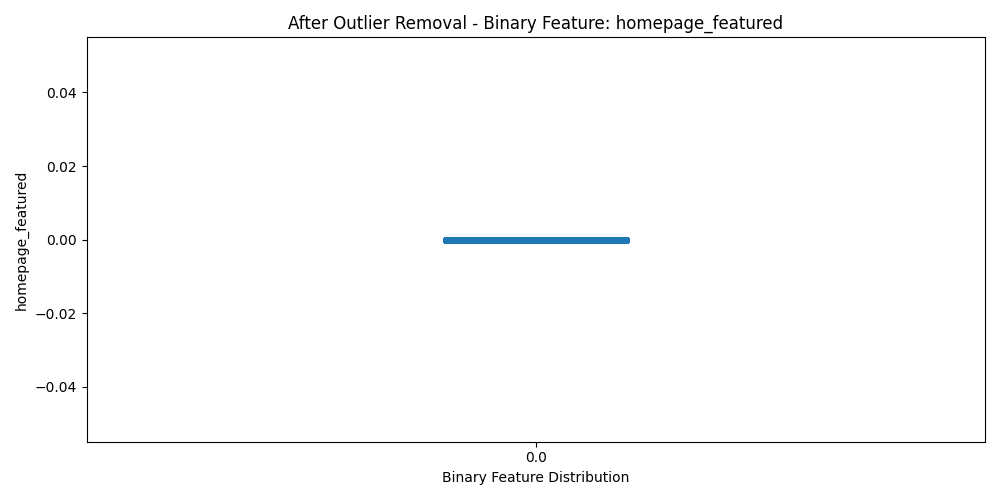 After Outlier Removal - Binary Feature: homepage_featured
homepage_featured
0.04
0.02
0.00
−0.02
−0.04
0.0
Binary Feature Distribution